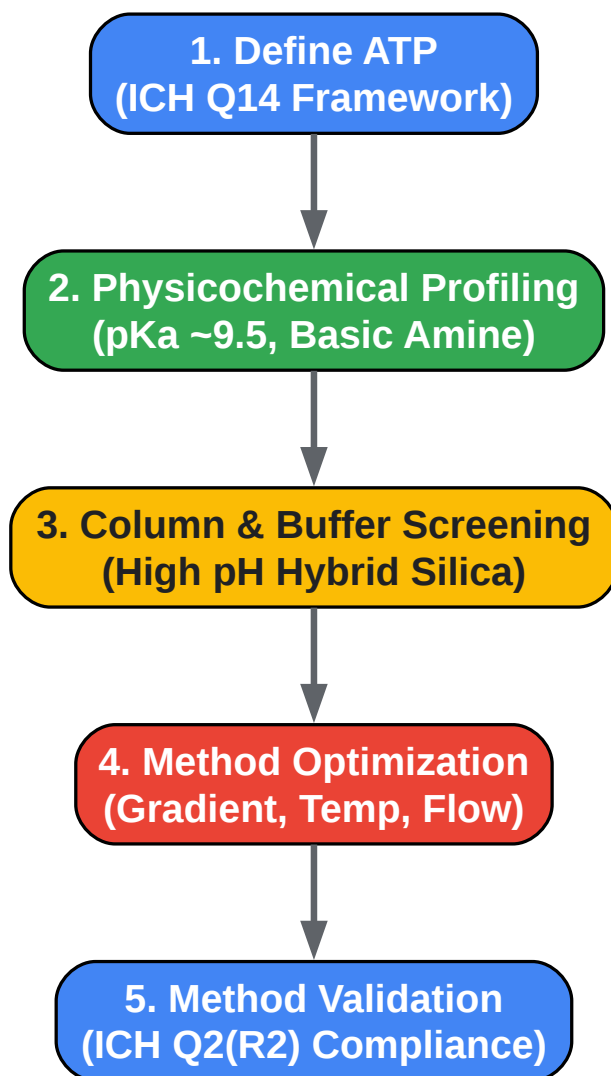 1. Define ATP
(ICH Q14 Framework)
2. Physicochemical Profiling
(pKa ~9.5, Basic Amine)
3. Column & Buffer Screening
(High pH Hybrid Silica)
4. Method Optimization
(Gradient, Temp, Flow)
5. Method Validation
(ICH Q2(R2) Compliance)